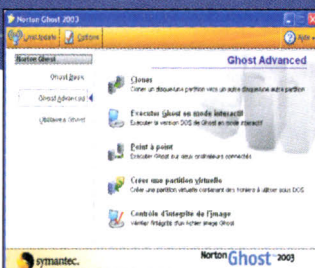 Norton Ghost 2003
LiveUpdate Options Aide
Norton Ghost Ghost Advanced
Ghost Basic
Ghost Advanced
Utilitaires Ghost
Cloner
Cloner un disque/une partition vers un autre disque/une autre partition
Exécuter Ghost en mode interactif
Exécuter la version DOS de Ghost en mode interactif
Point à point
Exécuter Ghost sur deux ordinateurs connectés
Créer une partition virtuelle
Créer une partition virtuelle contenant des fichiers à utiliser sous DOS
Contrôle d'intégrité de l'image
Vérifier l'intégrité d'un fichier image Ghost
symantec. Norton Ghost 2003